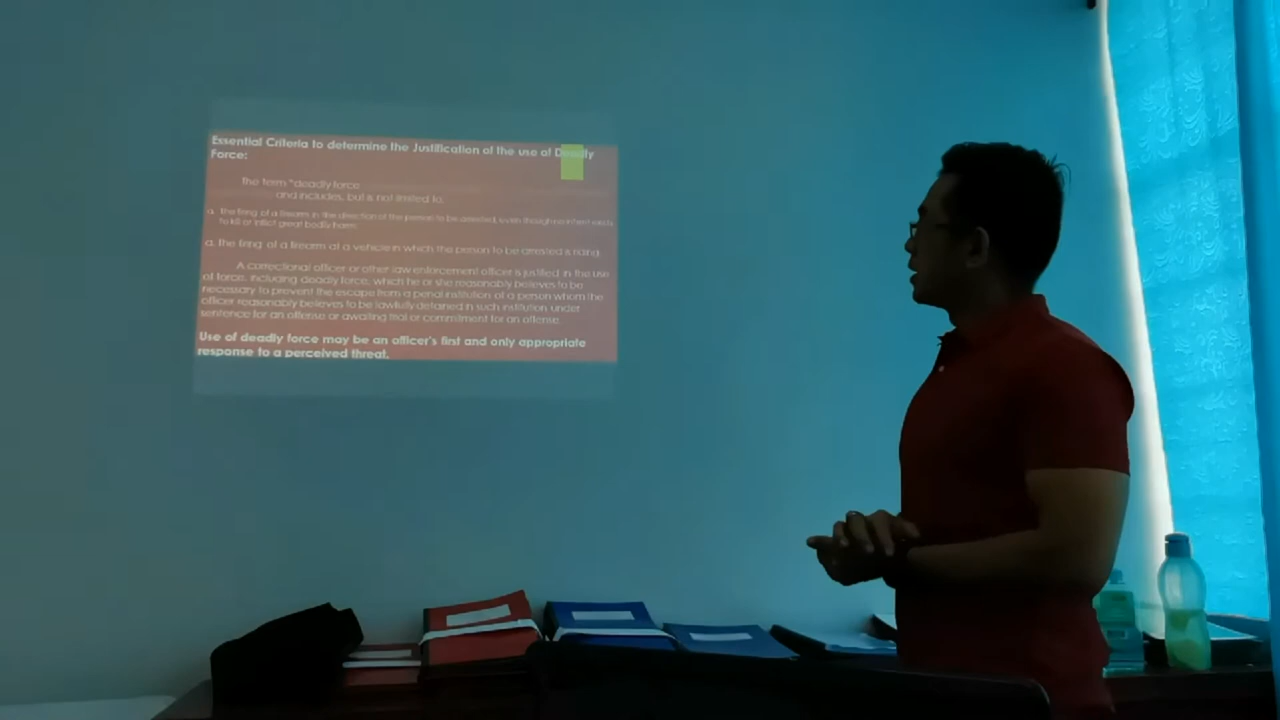 Essential Criteria to determine the Justification of the use of Deadly
Force:
The term "deadly force
and includes, but is not limited to:
a. The firing of a firearm in the direction of the person to be arrested, even though no intent exists
to kill or inflict great bodily harm;
a. The firing of a firearm at a vehicle in which the person to be arrested is riding.
A correctional officer or other law enforcement officer is justified in the use
of force, including deadly force, which he or she reasonably believes to be
necessary to prevent the escape from a penal institution of a person whom the
officer reasonably believes to be lawfully detained in such institution under
sentence for an offense or awaiting trial or commitment for an offense.
Use of deadly force may be an officer's first and only appropriate
response to a perceived threat.